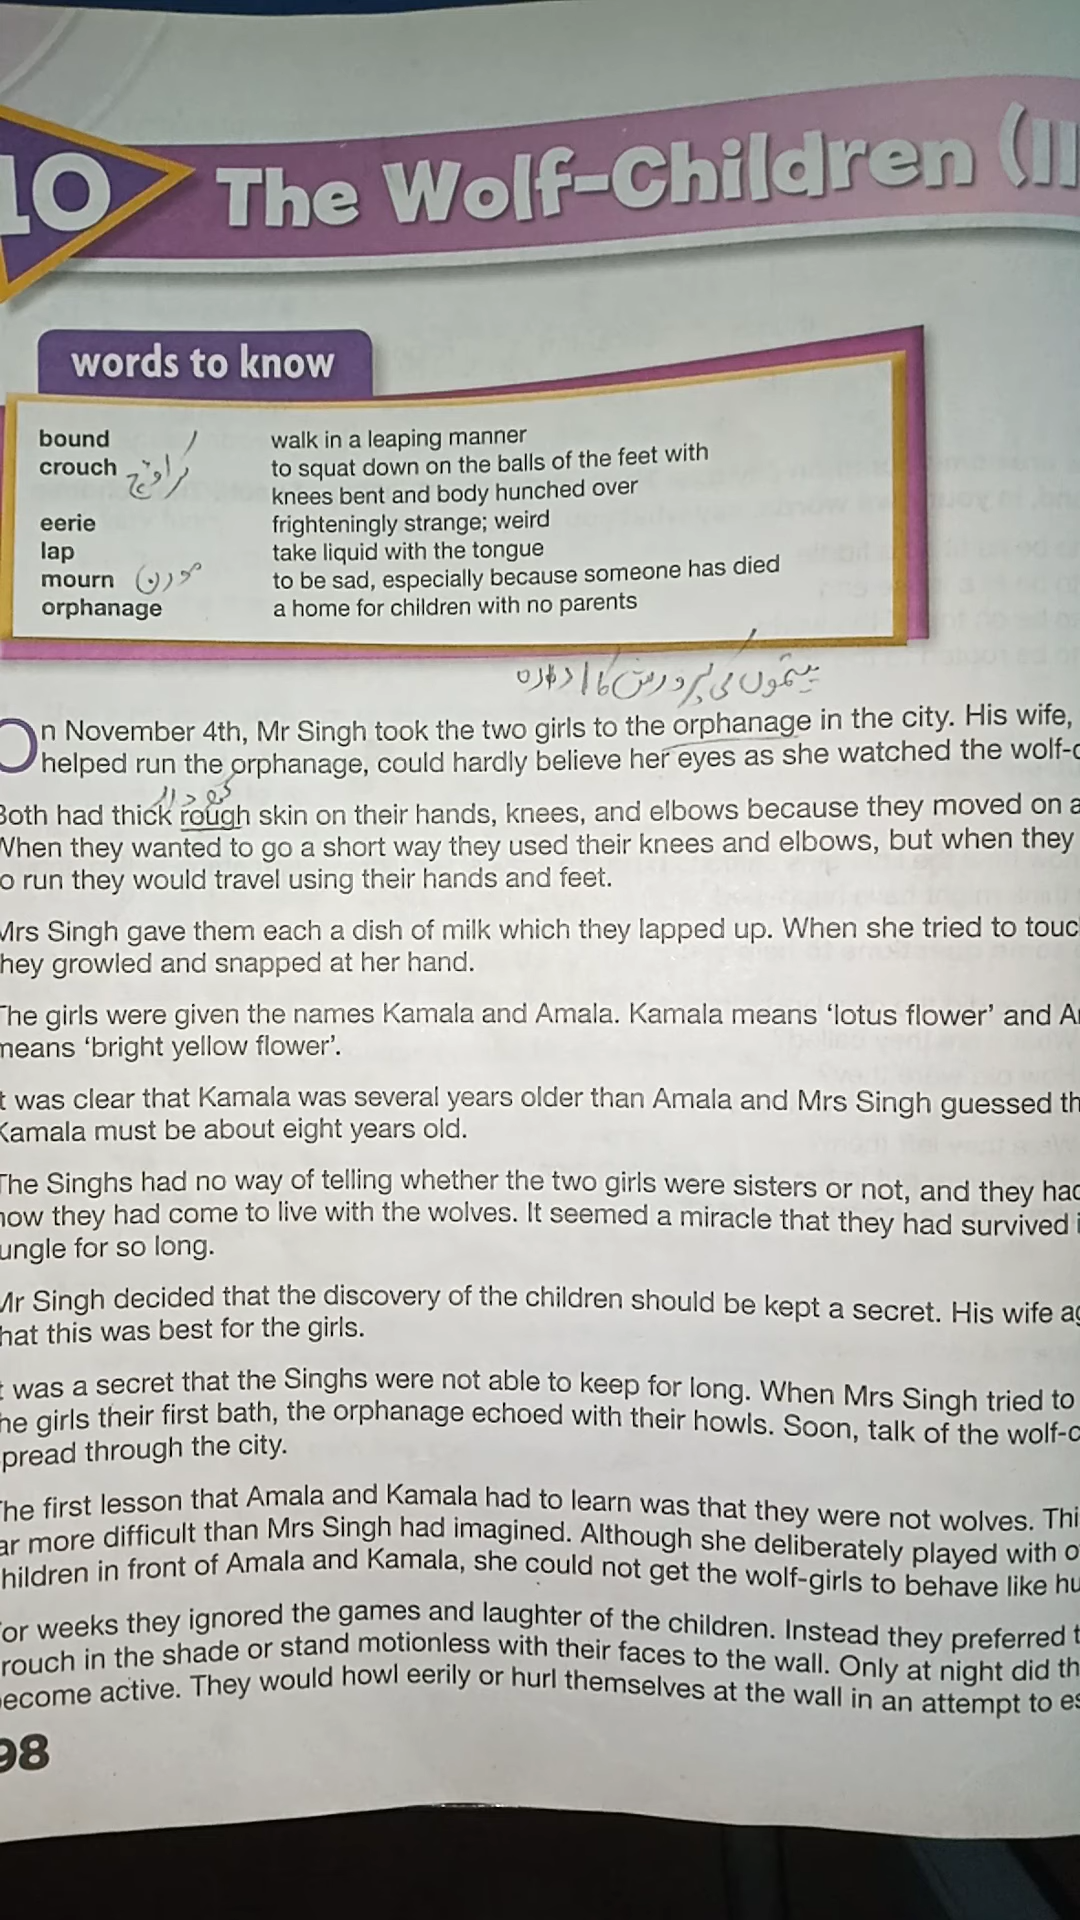 10 The Wolf-Children (II
words to know
bound walk in a leaping manner
crouch to squat down on the balls of the feet with
knees bent and body hunched over
eerie frighteningly strange; weird
lap take liquid with the tongue
mourn مورن to be sad, especially because someone has died
orphanage a home for children with no parents
یتیموں کی پرورش کا ادارہ
On November 4th, Mr Singh took the two girls to the orphanage in the city. His wife,
helped run the orphanage, could hardly believe her eyes as she watched the wolf-
کھردرا
Both had thick rough skin on their hands, knees, and elbows because they moved on a
When they wanted to go a short way they used their knees and elbows, but when they
o run they would travel using their hands and feet.
Mrs Singh gave them each a dish of milk which they lapped up. When she tried to touc
hey growled and snapped at her hand.
The girls were given the names Kamala and Amala. Kamala means ‘lotus flower’ and A
means ‘bright yellow flower’.
t was clear that Kamala was several years older than Amala and Mrs Singh guessed th
Kamala must be about eight years old.
The Singhs had no way of telling whether the two girls were sisters or not, and they had
how they had come to live with the wolves. It seemed a miracle that they had survived i
ungle for so long.
Mr Singh decided that the discovery of the children should be kept a secret. His wife ag
hat this was best for the girls.
t was a secret that the Singhs were not able to keep for long. When Mrs Singh tried to
he girls their first bath, the orphanage echoed with their howls. Soon, talk of the wolf-c
pread through the city.
The first lesson that Amala and Kamala had to learn was that they were not wolves. Thi
ar more difficult than Mrs Singh had imagined. Although she deliberately played with o
hildren in front of Amala and Kamala, she could not get the wolf-girls to behave like hu
or weeks they ignored the games and laughter of the children. Instead they preferred t
rouch in the shade or stand motionless with their faces to the wall. Only at night did th
ecome active. They would howl eerily or hurl themselves at the wall in an attempt to es
98